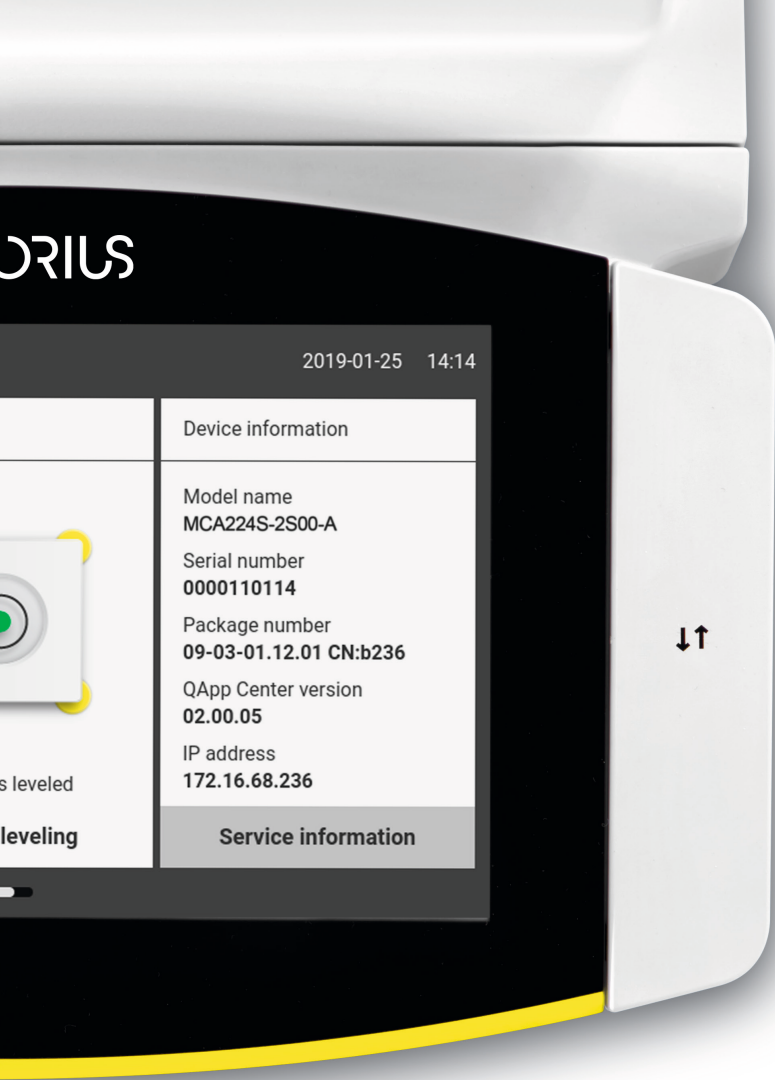 ORIUS
2019-01-25 14:14
Device information
Model name
MCA224S-2S00-A
Serial number
0000110114
Package number
09-03-01.12.01 CN:b236
QApp Center version
02.00.05
IP address
172.16.68.236
s leveled
leveling
Service information
↓↑